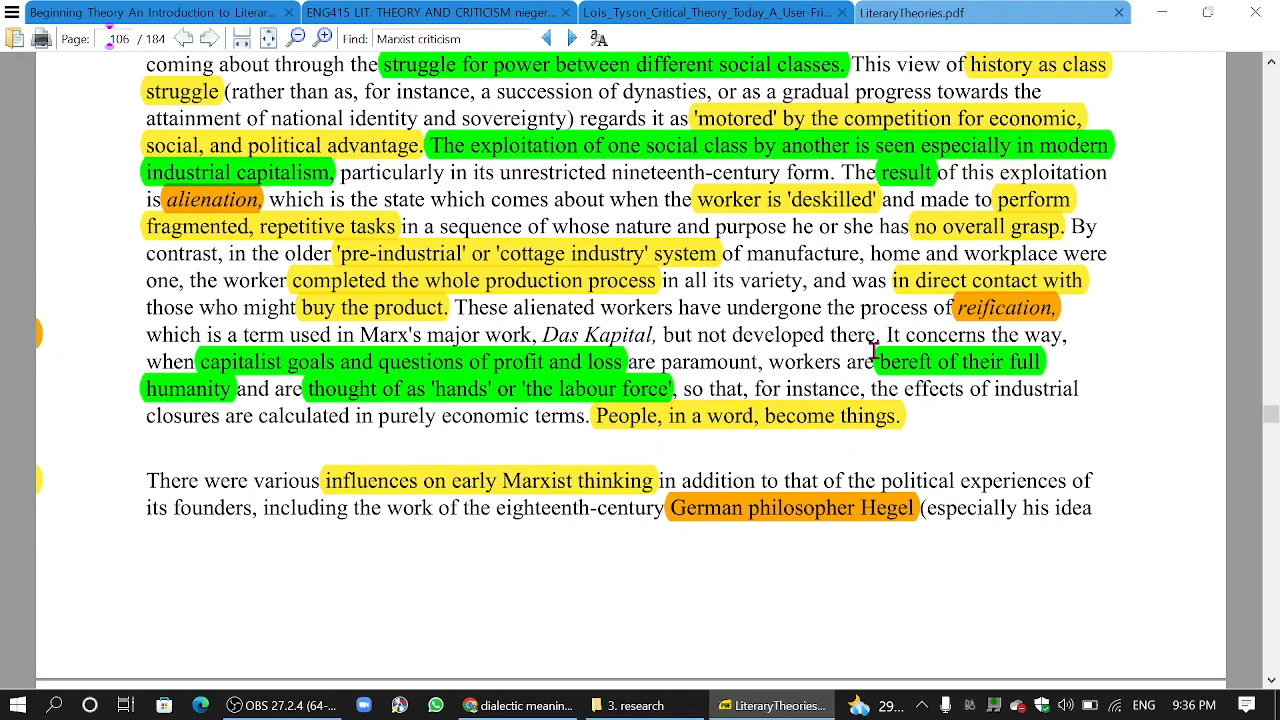 Beginning Theory An Introduction to Literar... ENG415 LIT. THEORY AND CRITICISM nieger... Lois_Tyson_Critical_Theory_Today_A_User-Fri... LiteraryTheories.pdf
Page: 106 / 184 Find: Marxist criticism
coming about through the struggle for power between different social classes. This view of history as class
struggle (rather than as, for instance, a succession of dynasties, or as a gradual progress towards the
attainment of national identity and sovereignty) regards it as 'motored' by the competition for economic,
social, and political advantage. The exploitation of one social class by another is seen especially in modern
industrial capitalism, particularly in its unrestricted nineteenth-century form. The result of this exploitation
is alienation, which is the state which comes about when the worker is 'deskilled' and made to perform
fragmented, repetitive tasks in a sequence of whose nature and purpose he or she has no overall grasp. By
contrast, in the older 'pre-industrial' or 'cottage industry' system of manufacture, home and workplace were
one, the worker completed the whole production process in all its variety, and was in direct contact with
those who might buy the product. These alienated workers have undergone the process of reification,
which is a term used in Marx's major work, Das Kapital, but not developed there. It concerns the way,
when capitalist goals and questions of profit and loss are paramount, workers are bereft of their full
humanity and are thought of as 'hands' or 'the labour force', so that, for instance, the effects of industrial
closures are calculated in purely economic terms. People, in a word, become things.
There were various influences on early Marxist thinking in addition to that of the political experiences of
its founders, including the work of the eighteenth-century German philosopher Hegel (especially his idea
OBS 27.2.4 (64-... dialectic meanin... 3. research LiteraryTheories.... 29... ENG 9:36 PM